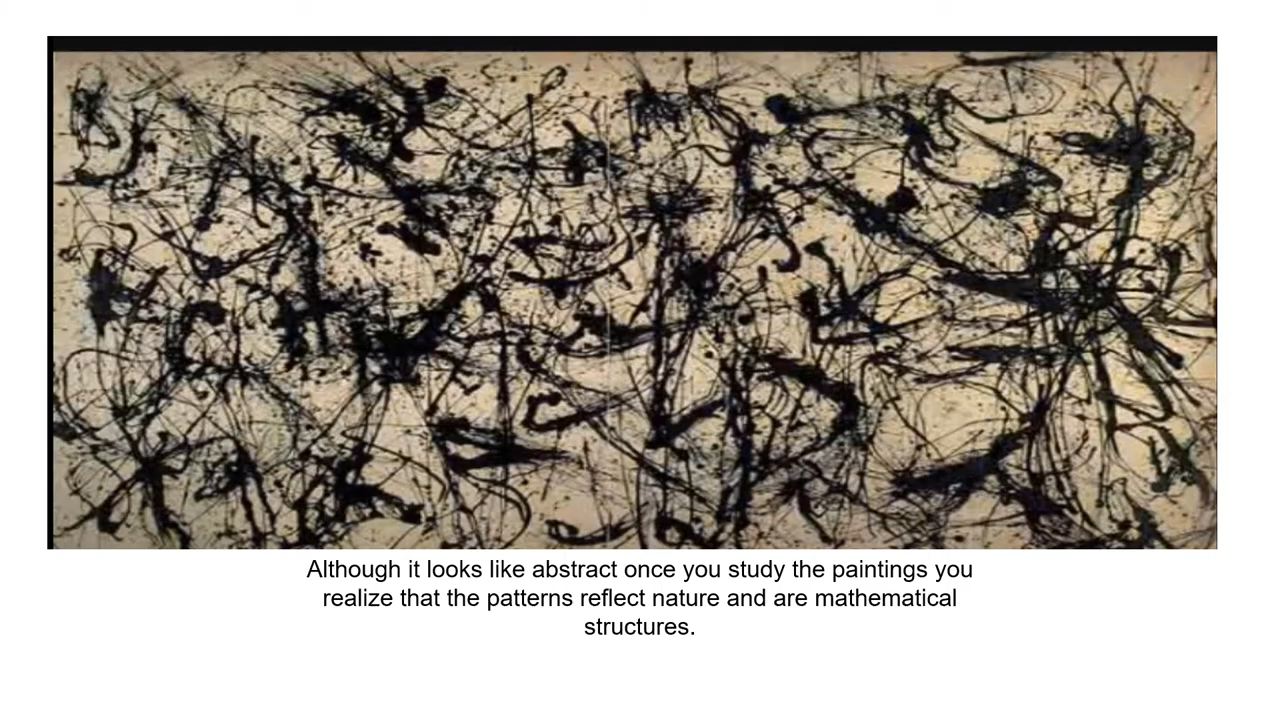 Although it looks like abstract once you study the paintings you
realize that the patterns reflect nature and are mathematical
structures.